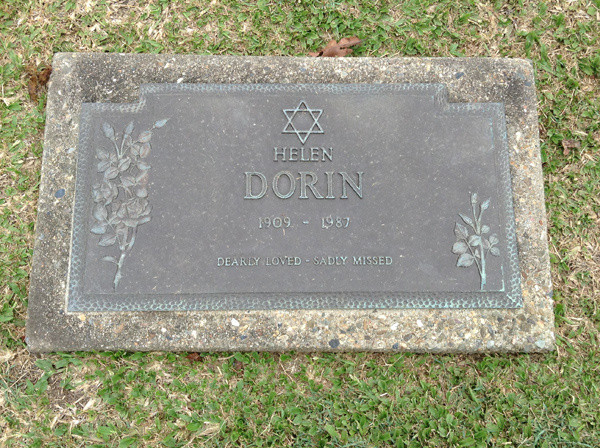 HELEN
DORIN
1909 - 1987
DEARLY LOVED - SADLY MISSED